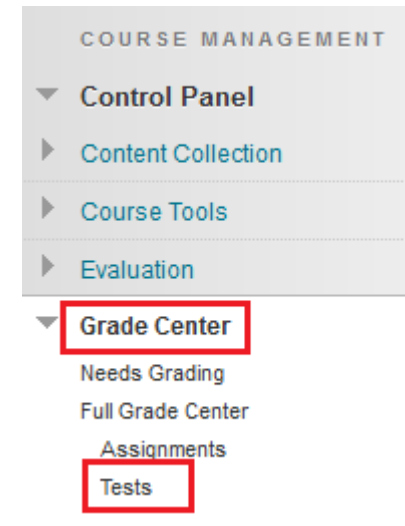 COURSE MANAGEMENT
Control Panel
Content Collection
Course Tools
Evaluation
Grade Center
Needs Grading
Full Grade Center
Assignments
Tests